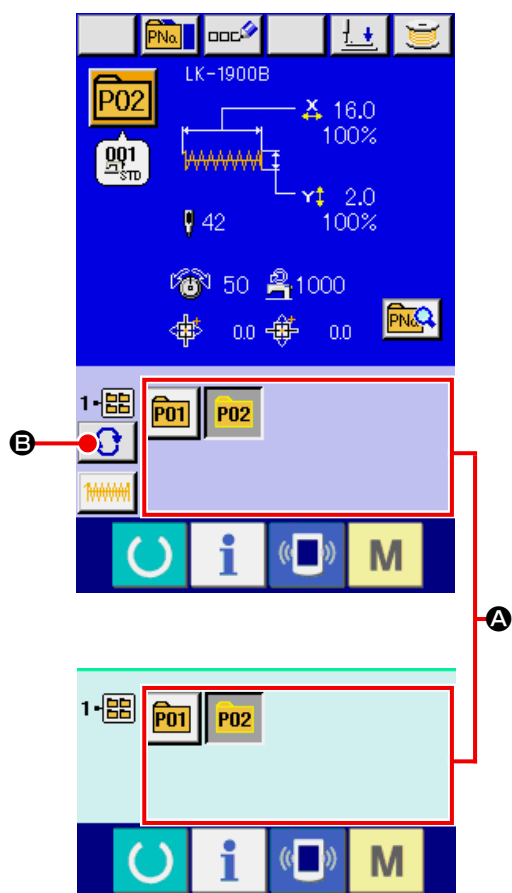 PNo.
LK-1900B
P02
X 16.0
100%
001
STD
Y 2.0
42
100%
50 1000
PNo.
0.0 0.0
1
P01 P02
B
i M
A
1
P01 P02
i M